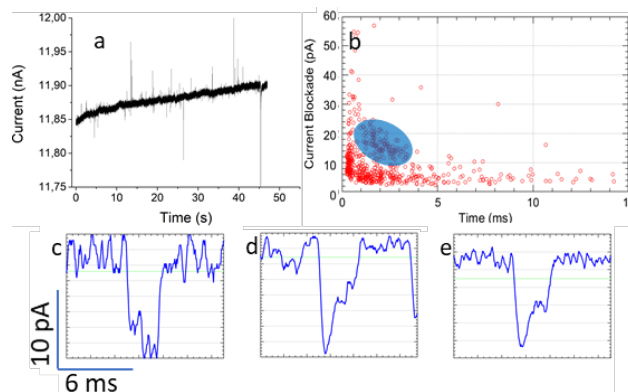 a
12,00
11,95
11,90
11,85
11,80
11,75
Current (nA)
0 10 20 30 40 50
Time (s)
b
60
50
40
30
20
10
0
Current Blockade (pA)
0 5 10
Time (ms)
c
d
e
10 pA
6 ms